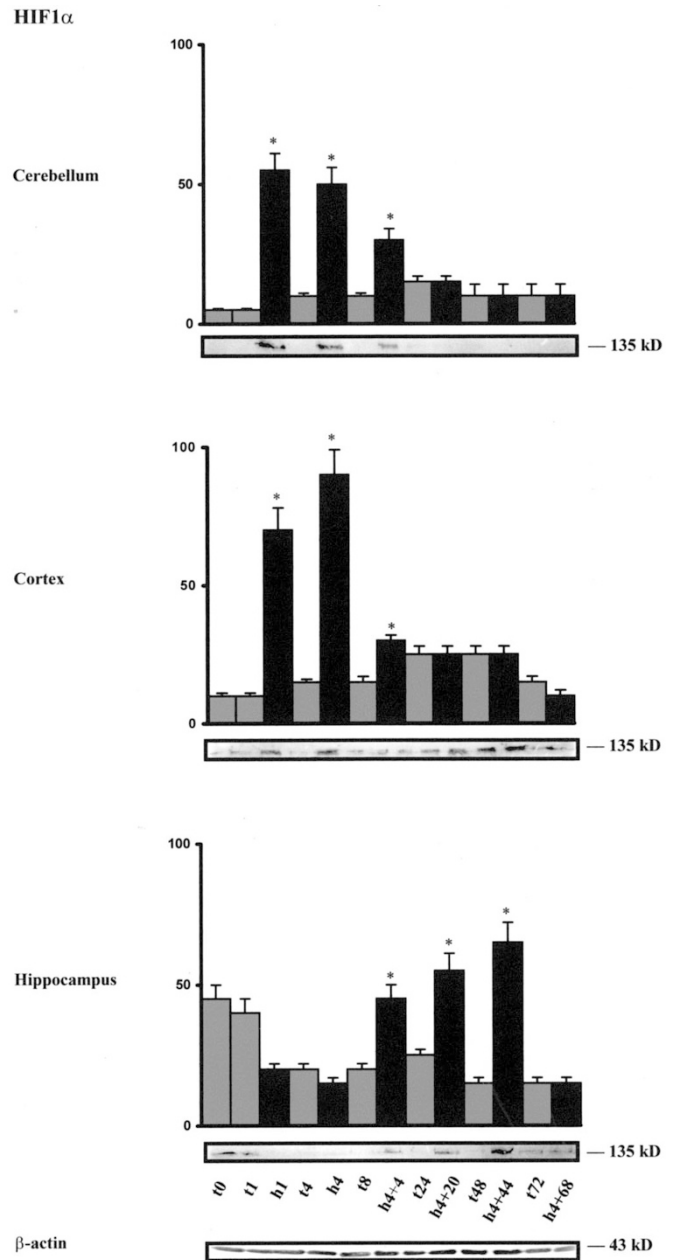 HIF1α
100
Cerebellum
50
0
* * *
— 135 kD
100
Cortex
50
0
* * *
— 135 kD
100
Hippocampus
50
0
* * *
— 135 kD
t0 t1 h1 t4 h4 t8 h4+4 t24 h4+20 t48 h4+44 t72 h4+68
β-actin
— 43 kD